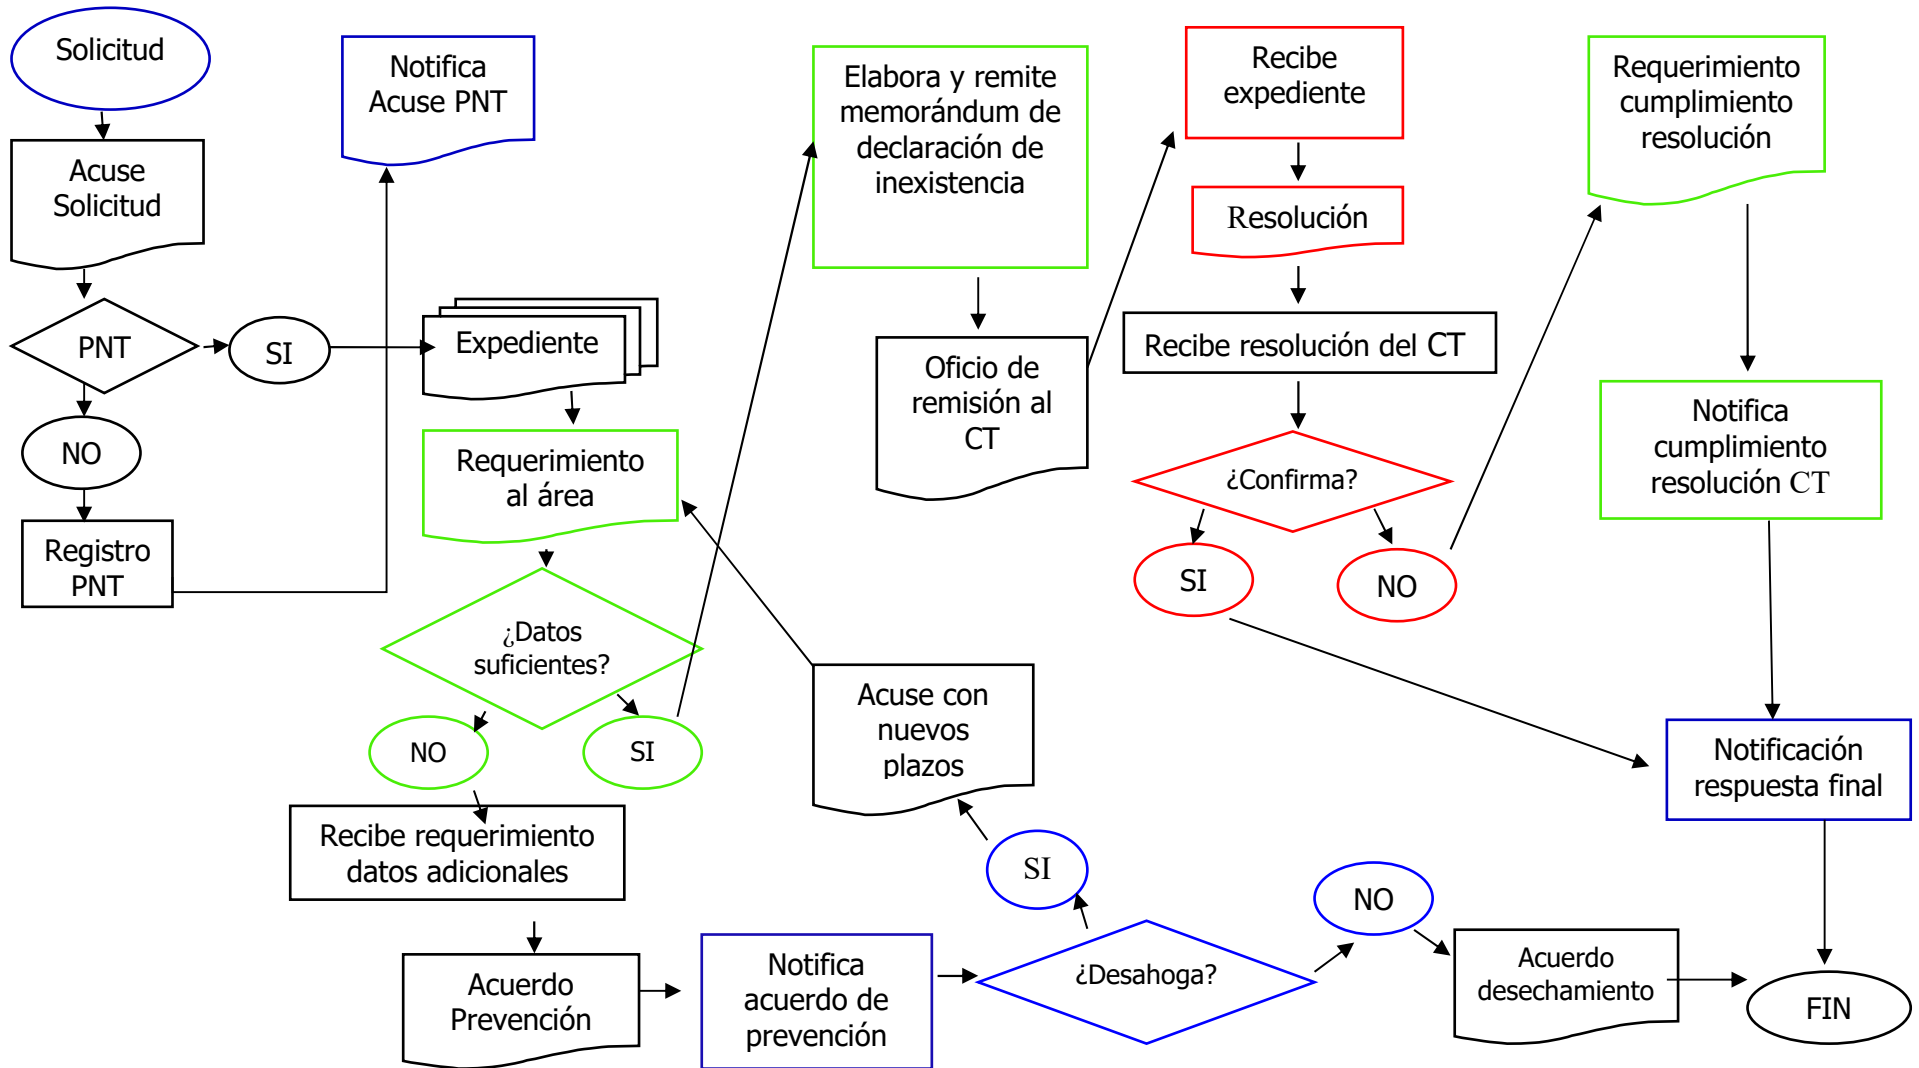 Solicitud
Acuse
Solicitud
PNT
SI
NO
Registro
PNT
Notifica
Acuse PNT
Expediente
Requerimiento
al área
¿Datos
suficientes?
NO
SI
Recibe requerimiento
datos adicionales
Acuerdo
Prevención
Notifica
acuerdo de
prevención
¿Desahoga?
SI
Acuse con
nuevos
plazos
NO
Acuerdo
desechamiento
Elabora y remite
memorándum de
declaración de
inexistencia
Oficio de
remisión al
CT
Recibe
expediente
Resolución
Recibe resolución del CT
¿Confirma?
SI
NO
Requerimiento
cumplimiento
resolución
Notifica
cumplimiento
resolución CT
Notificación
respuesta final
FIN